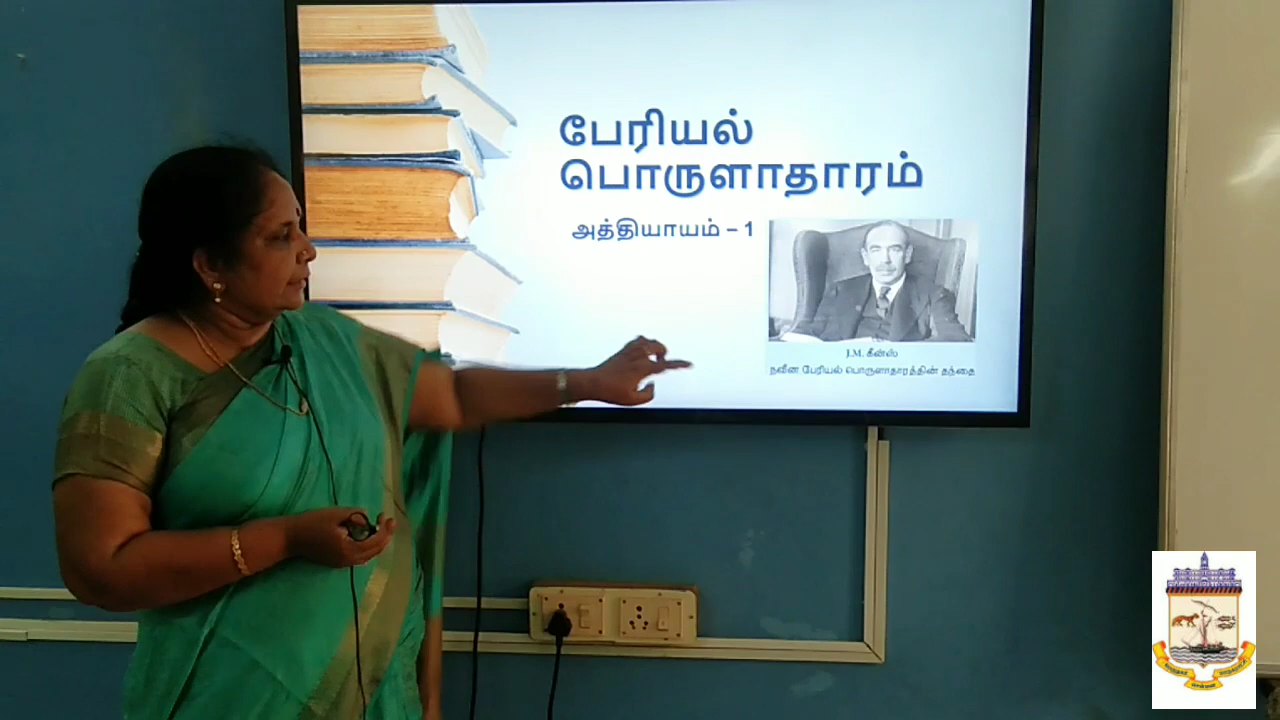 பேரியல்
பொருளாதாரம்
அத்தியாயம் – 1
J.M. கீன்ஸ்
நவீன பேரியல் பொருளாதாரத்தின் தந்தை